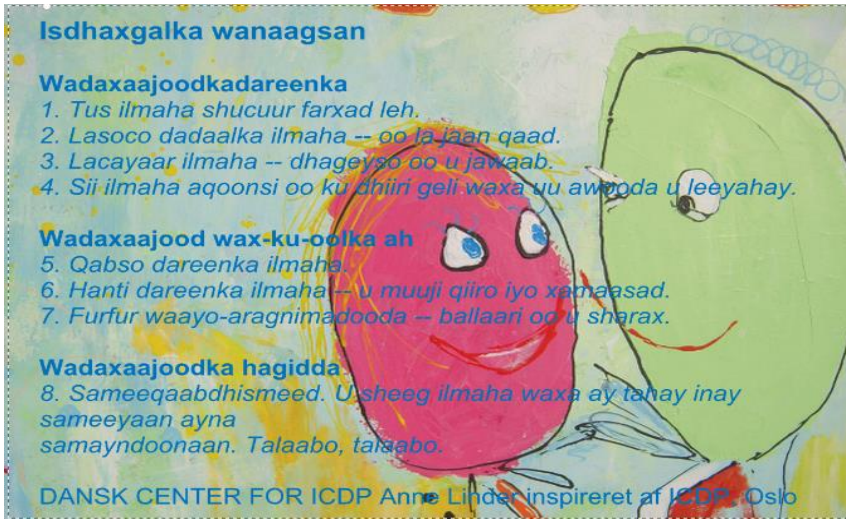 Isdhaxgalka wanaagsan
Wadaxaajoodkadareenka
1. Tus ilmaha shucuur farxad leh.
2. Lasoco dadaalka ilmaha -- oo la jaan qaad.
3. Lacayaar ilmaha -- dhageyso oo u jawaab.
4. Sii ilmaha aqoonsi oo ku dhiiri geli waxa uu awooda u leeyahay.
Wadaxaajood wax-ku-oolka ah
5. Qabso dareenka ilmaha.
6. Hanti dareenka ilmaha -- u muuji qiiro iyo xamaasad.
7. Furfur waayo-aragnimadooda -- ballaari oo u sharax.
Wadaxaajoodka hagidda
8. Sameeqaabdhismeed. U sheeg ilmaha waxa ay tahay inay
sameeyaan ayna
samayndoonaan. Talaabo, talaabo.
DANSK CENTER FOR ICDP Anne Linder inspireret af ICDP, Oslo